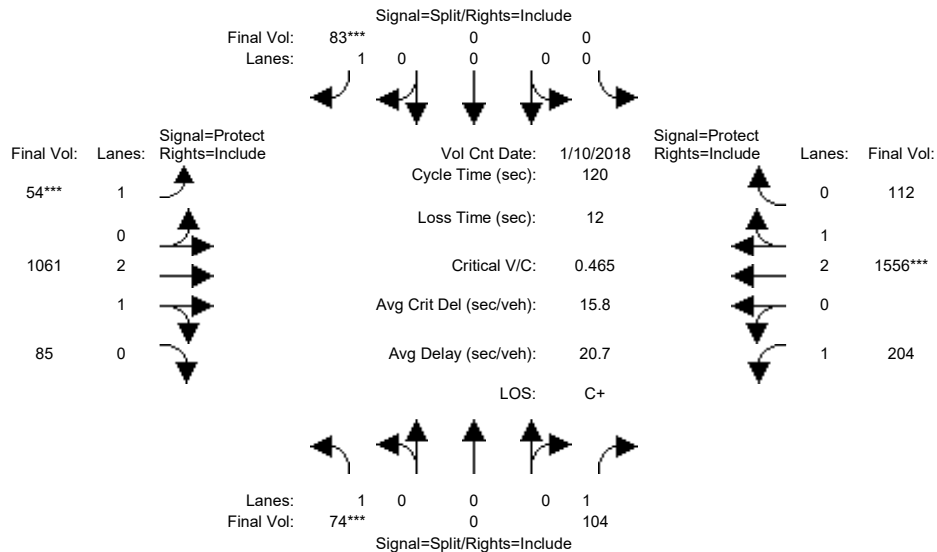 Signal=Split/Rights=Include
Final Vol: 83*** 0 0
Lanes: 1 0 0 0 0
Signal=Protect Signal=Protect
Final Vol: Lanes: Rights=Include Vol Cnt Date: 1/10/2018 Rights=Include Lanes: Final Vol:
Cycle Time (sec): 120
54*** 1 0 112
Loss Time (sec): 12
0 1
1061 2 Critical V/C: 0.465 2 1556***
1 Avg Crit Del (sec/veh): 15.8 0
85 0 Avg Delay (sec/veh): 20.7 1 204
LOS: C+
Lanes: 1 0 0 0 1
Final Vol: 74*** 0 104
Signal=Split/Rights=Include